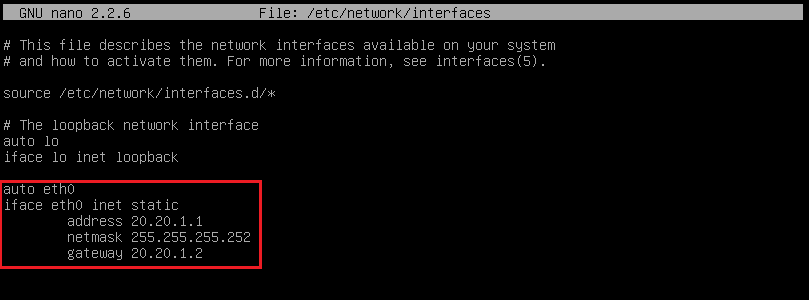 GNU nano 2.2.6 File: /etc/network/interfaces
# This file describes the network interfaces available on your system
# and how to activate them. For more information, see interfaces(5).
source /etc/network/interfaces.d/*
# The loopback network interface
auto lo
iface lo inet loopback
auto eth0
iface eth0 inet static
address 20.20.1.1
netmask 255.255.255.252
gateway 20.20.1.2